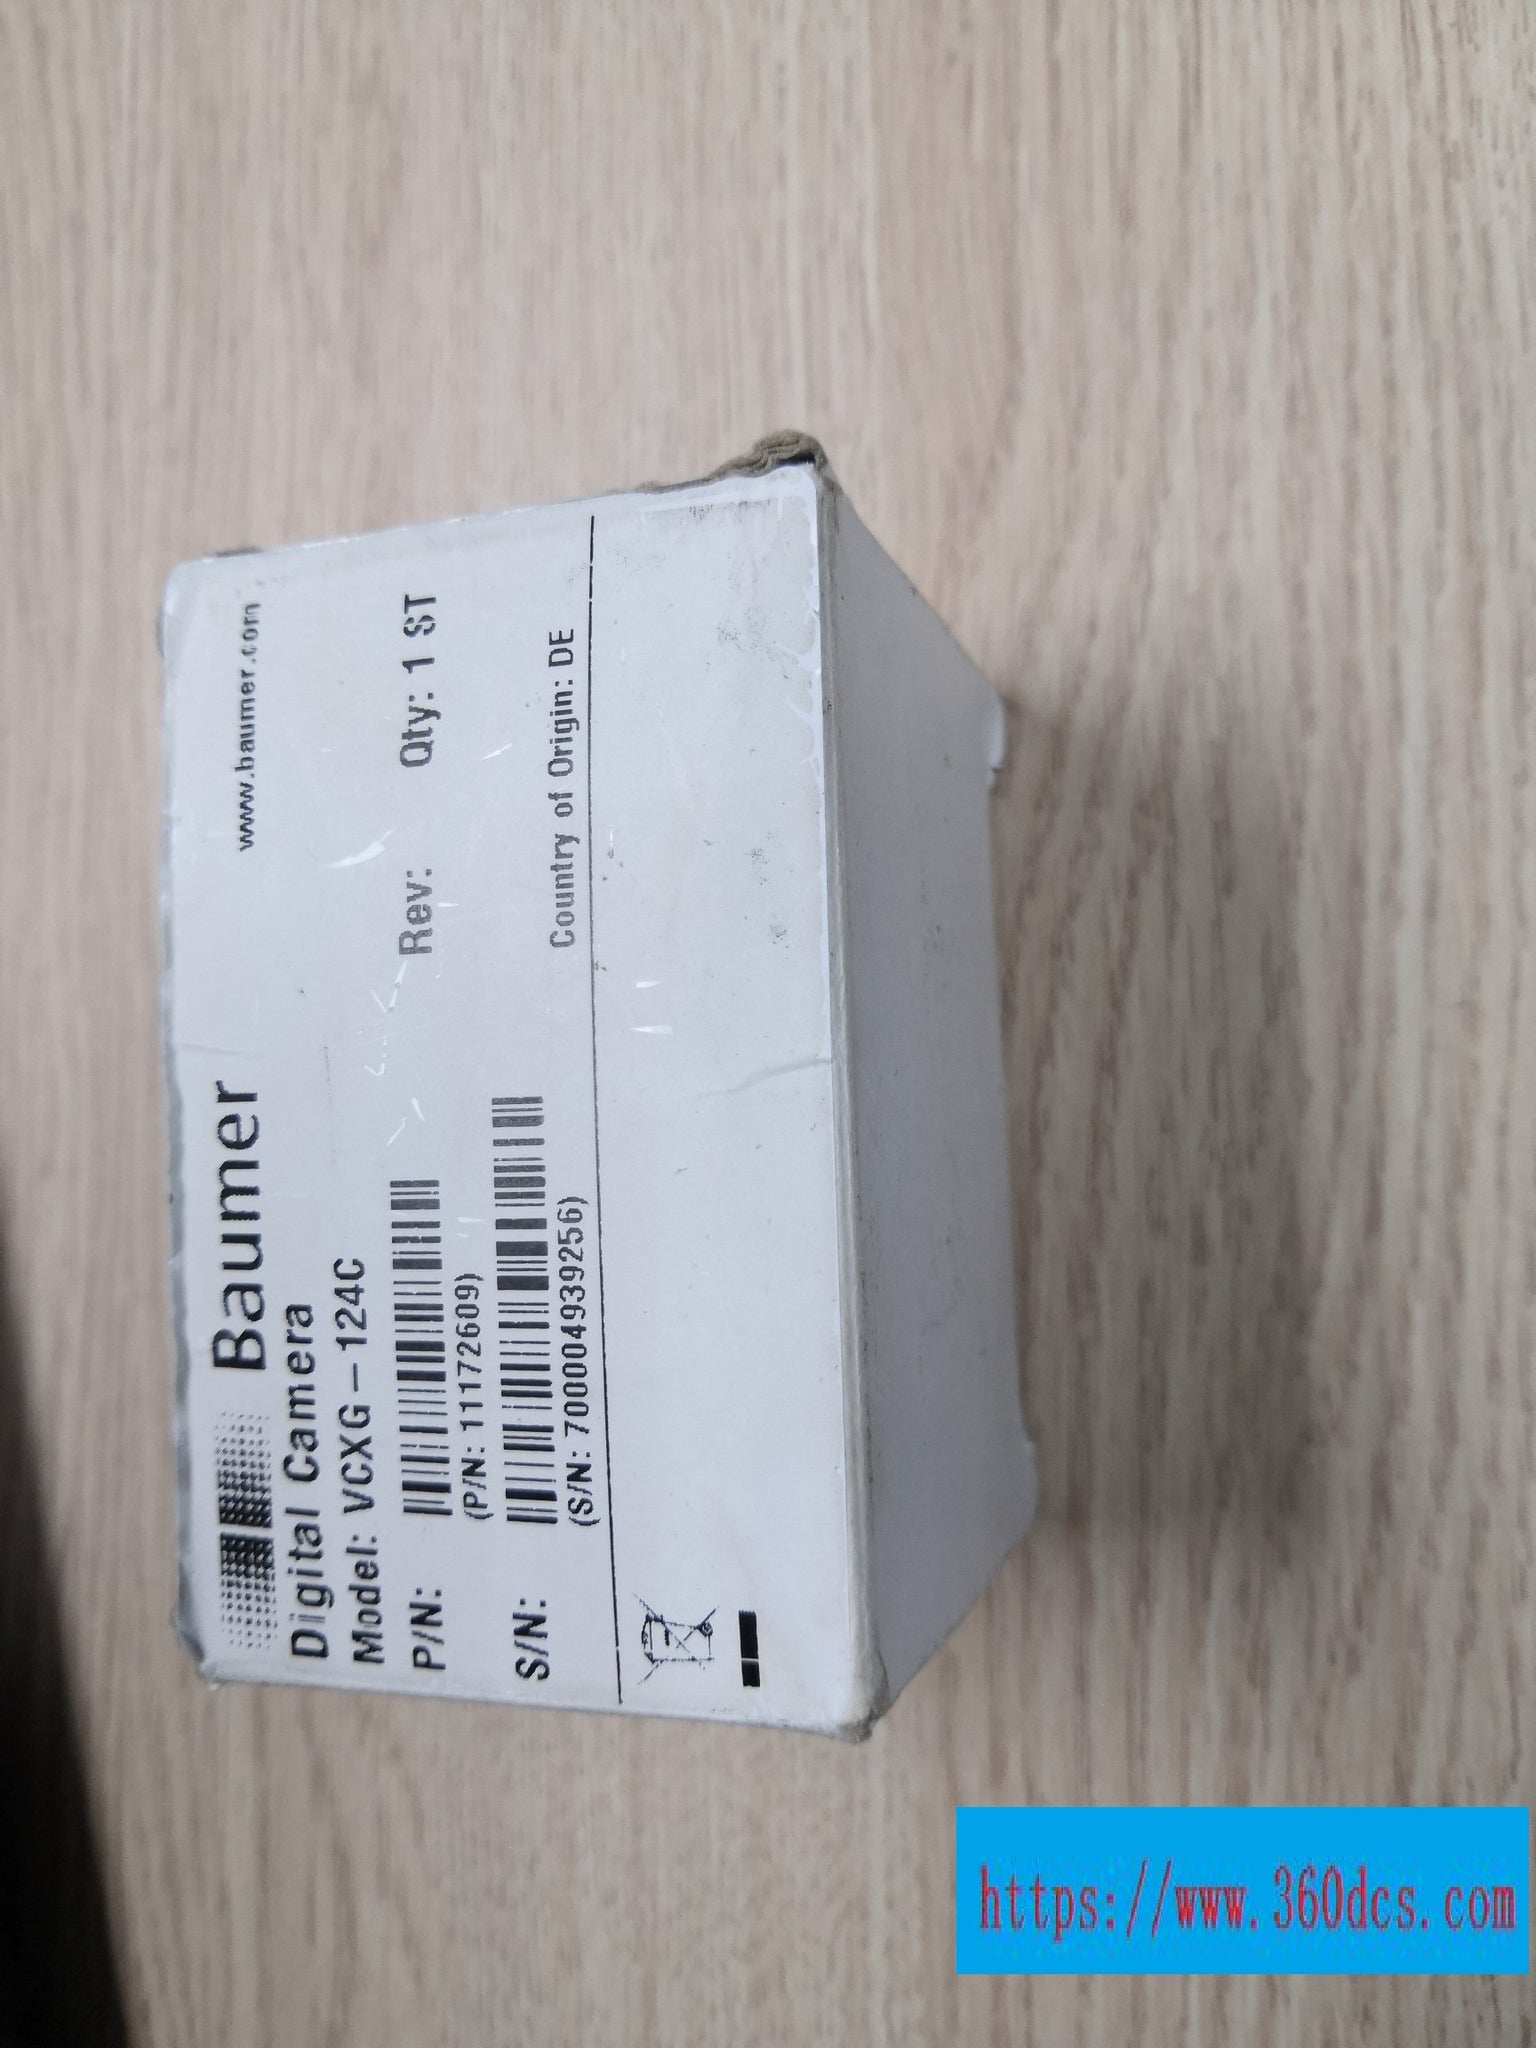 Baumer
www.baumer.com
Digital Camera
Model: VCXG-124C
P/N:
Rev:
Qty: 1 ST
(P/N: 11172609)
S/N:
(S/N: 700004939256)
Country of Origin: DE
https://www.360dcs.com